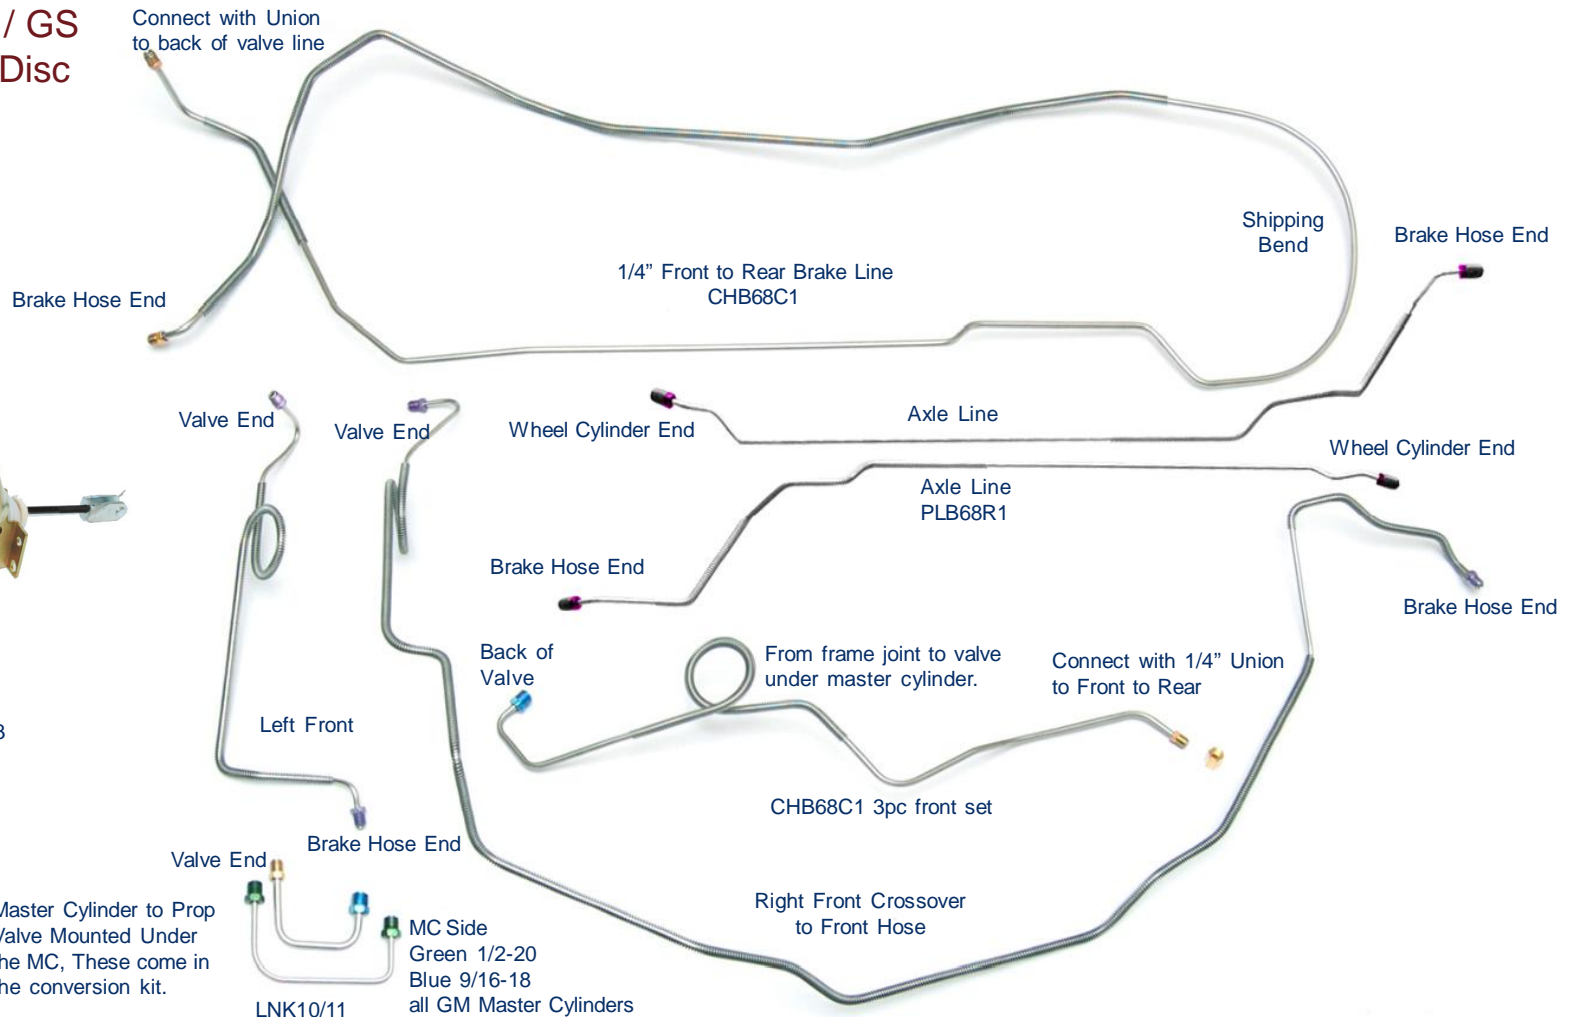 / GS
Disc
Connect with Union
to back of valve line
Shipping
Bend
Brake Hose End
1/4” Front to Rear Brake Line
CHB68C1
Brake Hose End
Valve End
Valve End
Wheel Cylinder End
Axle Line
Wheel Cylinder End
Axle Line
PLB68R1
Brake Hose End
Brake Hose End
Back of
Valve
From frame joint to valve
under master cylinder.
Connect with 1/4” Union
to Front to Rear
Left Front
CHB68C1 3pc front set
Brake Hose End
Valve End
Right Front Crossover
to Front Hose
Master Cylinder to Prop
Valve Mounted Under
he MC, These come in
he conversion kit.
MC Side
Green 1/2-20
Blue 9/16-18
all GM Master Cylinders
LNK10/11